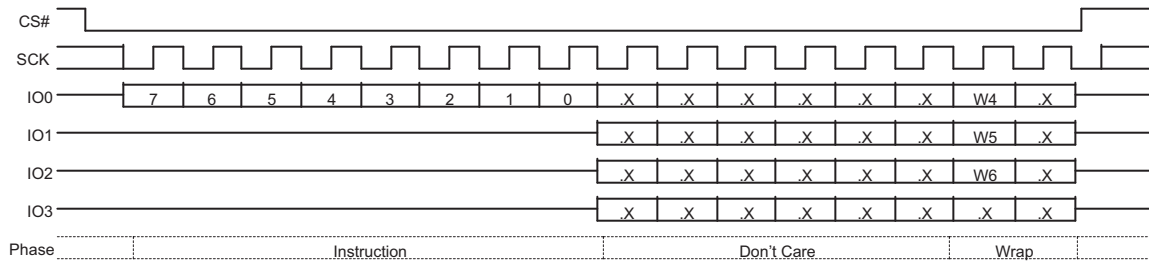 CS#
SCK
IO0 7 6 5 4 3 2 1 0 .X .X .X .X .X .X W4 .X
IO1 .X .X .X .X .X .X W5 .X
IO2 .X .X .X .X .X .X W6 .X
IO3 .X .X .X .X .X .X .X .X
Phase Instruction Don't Care Wrap